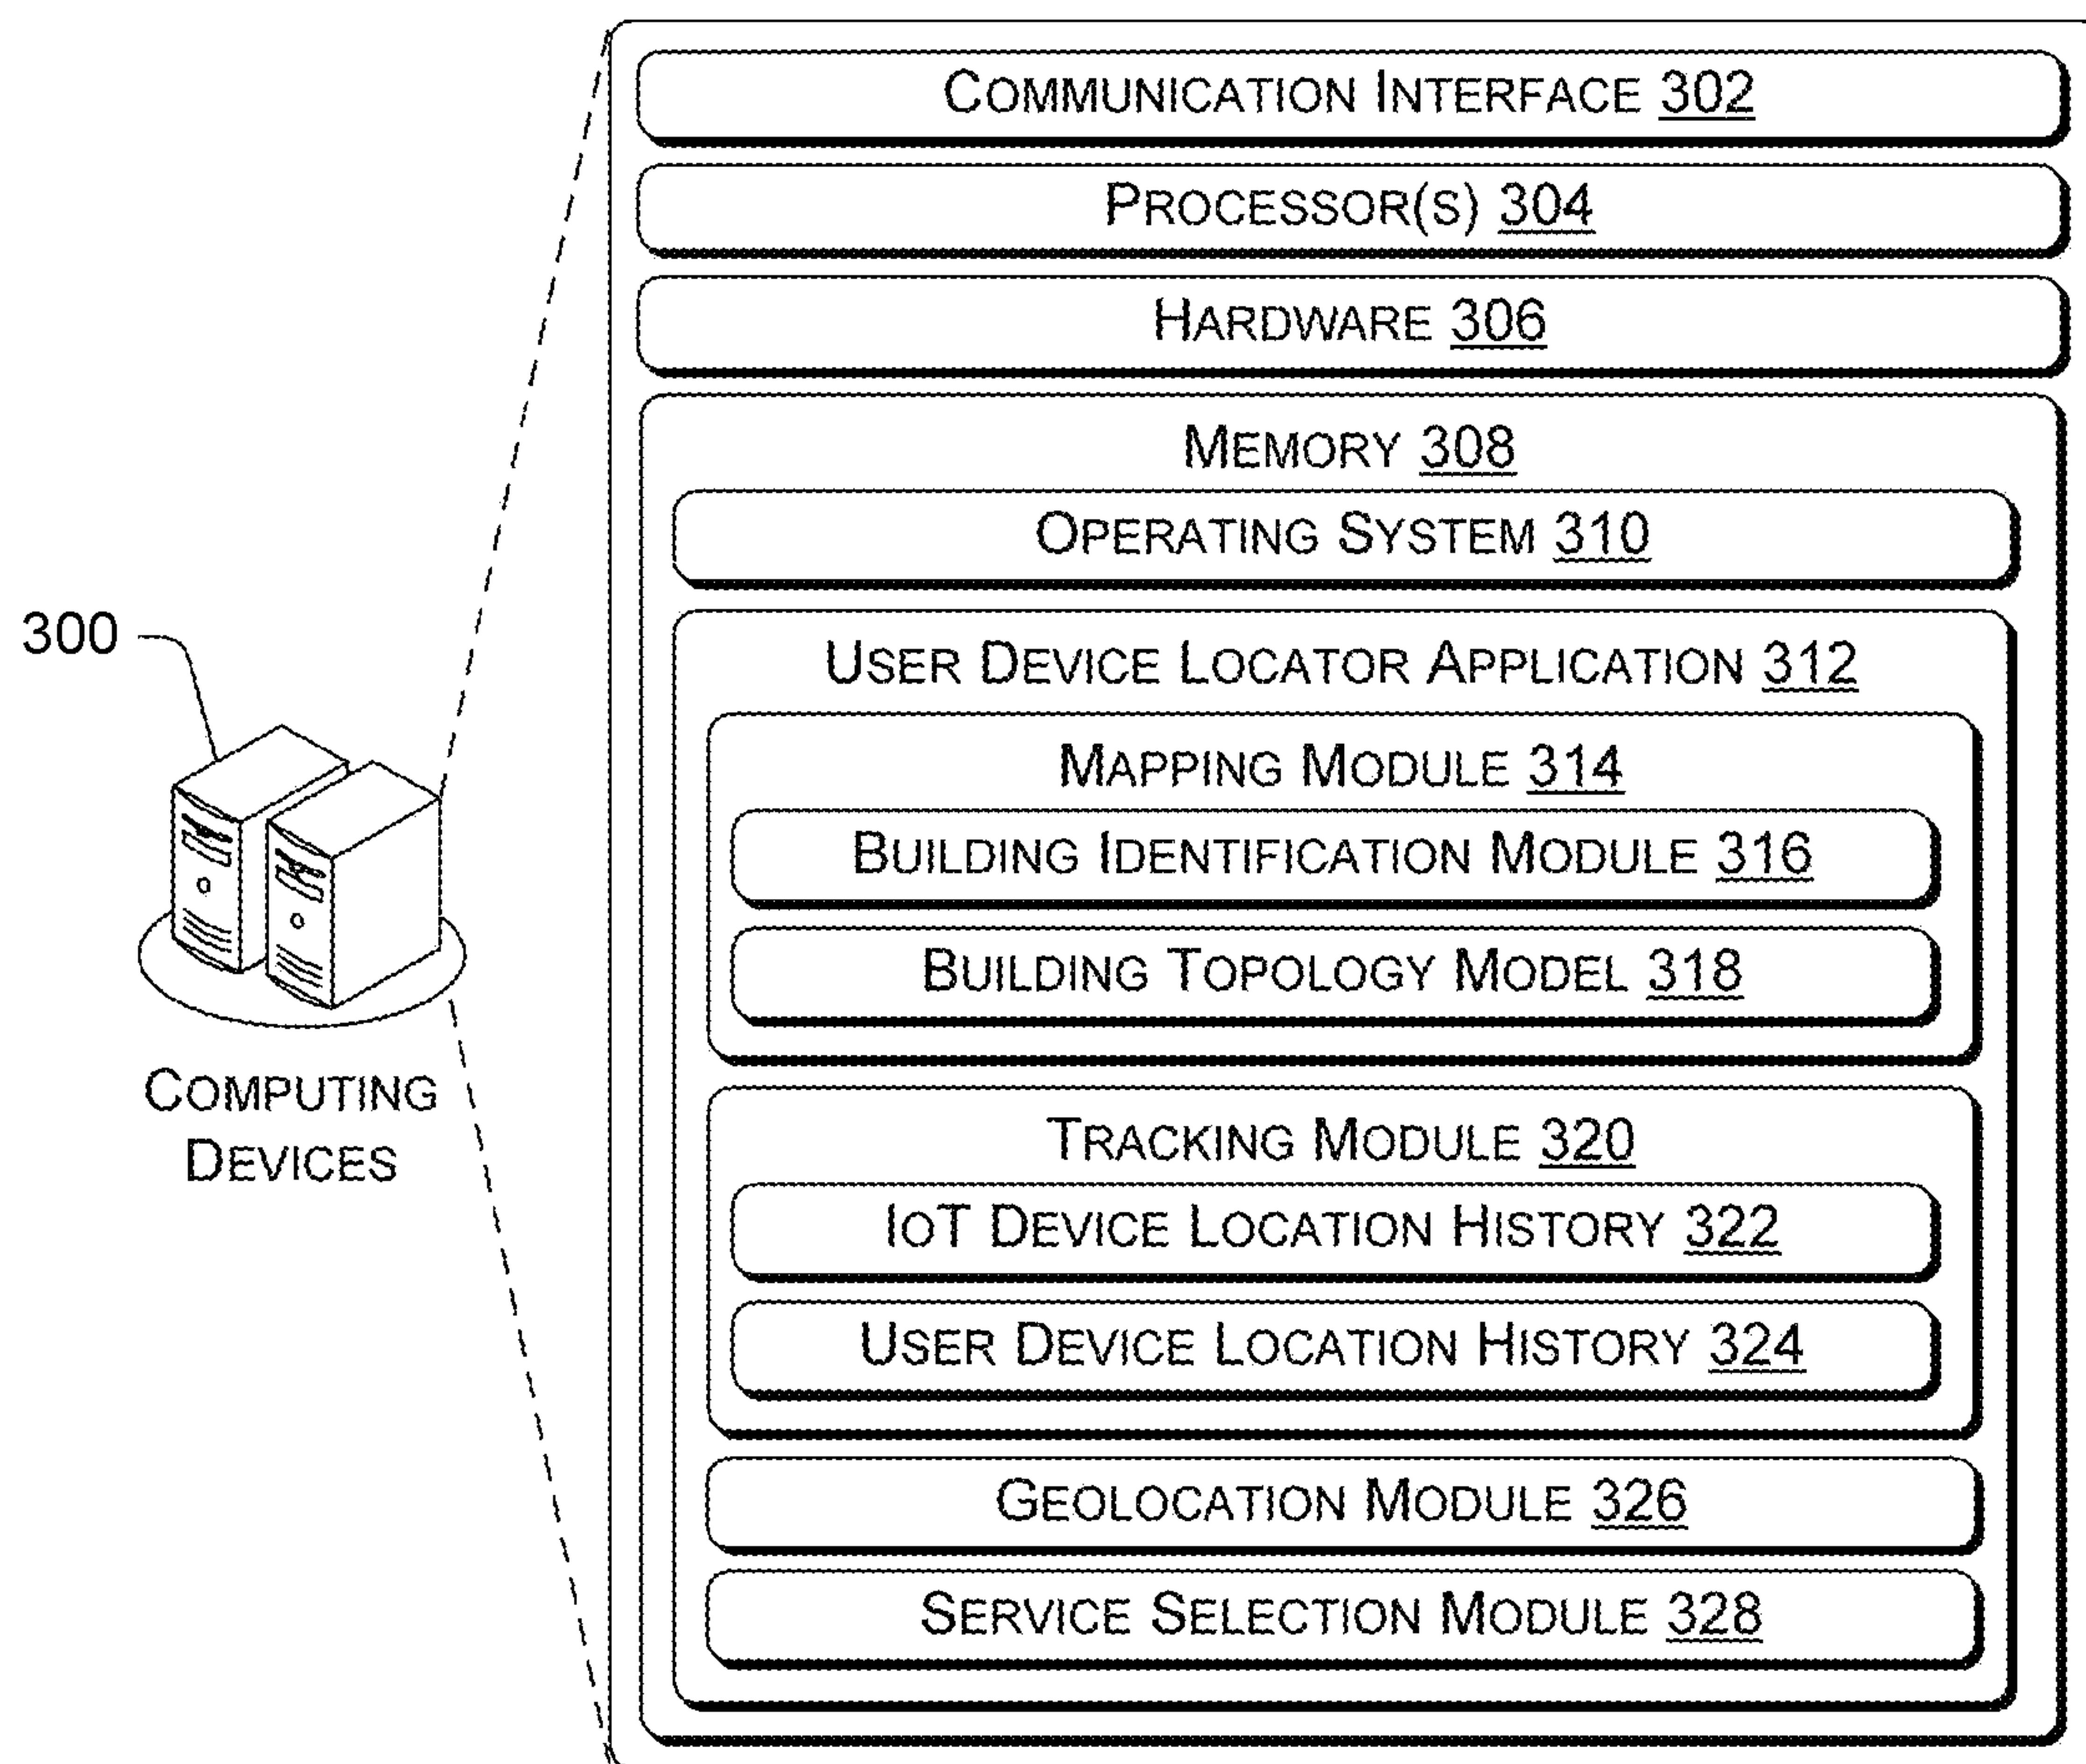 COMMUNICATION INTERFACE 302
PROCESSOR(S) 304
HARDWARE 306
MEMORY 308
OPERATING SYSTEM 310
300
USER DEVICE LOCATOR APPLICATION 312
MAPPING MODULE 314
BUILDING IDENTIFICATION MODULE 316
BUILDING TOPOLOGY MODEL 318
COMPUTING
DEVICES
TRACKING MODULE 320
IOT DEVICE LOCATION HISTORY 322
USER DEVICE LOCATION HISTORY 324
GEOLOCATION MODULE 326
SERVICE SELECTION MODULE 328